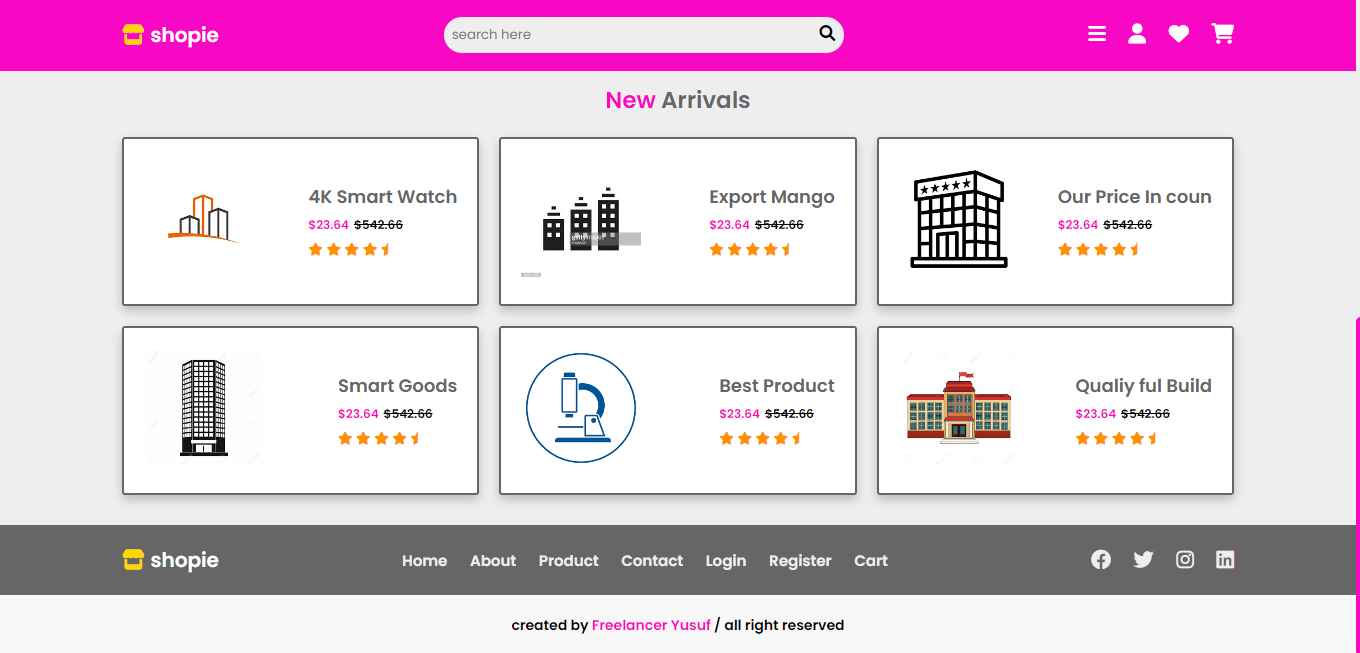 shopie
search here
New Arrivals
4K Smart Watch
$23.64 $542.66
Export Mango
$23.64 $542.66
Our Price In coun
$23.64 $542.66
Smart Goods
$23.64 $542.66
Best Product
$23.64 $542.66
Qualiy ful Build
$23.64 $542.66
shopie
Home About Product Contact Login Register Cart
created by Freelancer Yusuf / all right reserved